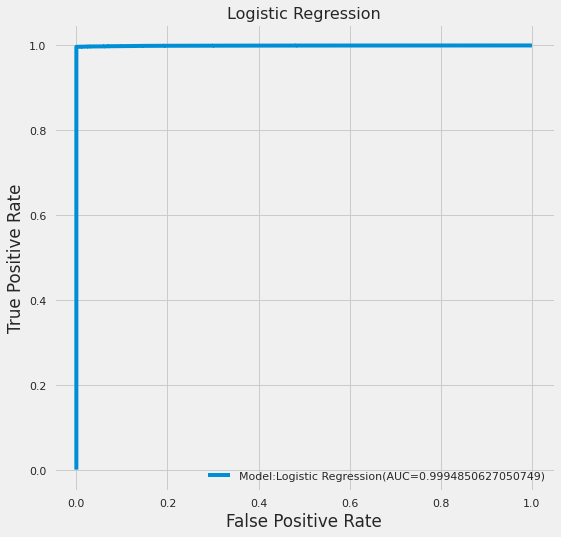 Logistic Regression
True Positive Rate
1.0
0.8
0.6
0.4
0.2
0.0
Model:Logistic Regression(AUC=0.9994850627050749)
0.0 0.2 0.4 0.6 0.8 1.0
False Positive Rate